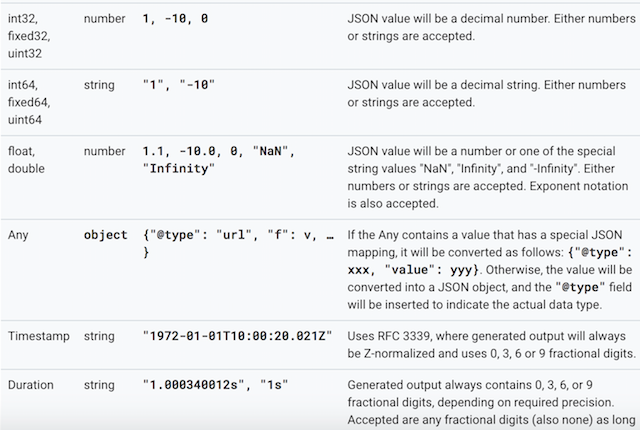 int32, number 1, -10, 0 JSON value will be a decimal number. Either numbers
fixed32, or strings are accepted.
uint32
int64, string "1", "-10" JSON value will be a decimal string. Either numbers
fixed64, or strings are accepted.
uint64
float, number 1.1, -10.0, 0, "NaN", JSON value will be a number or one of the special
double "Infinity" string values "NaN", "Infinity", and "-Infinity". Either
numbers or strings are accepted. Exponent notation
is also accepted.
Any object {"@type": "url", "f": v, … If the Any contains a value that has a special JSON
} mapping, it will be converted as follows: {"@type":
xxx, "value": yyy}. Otherwise, the value will be
converted into a JSON object, and the "@type" field
will be inserted to indicate the actual data type.
Timestamp string "1972-01-01T10:00:20.021Z" Uses RFC 3339, where generated output will always
be Z-normalized and uses 0, 3, 6 or 9 fractional digits.
Duration string "1.000340012s", "1s" Generated output always contains 0, 3, 6, or 9
fractional digits, depending on required precision.
Accepted are any fractional digits (also none) as long